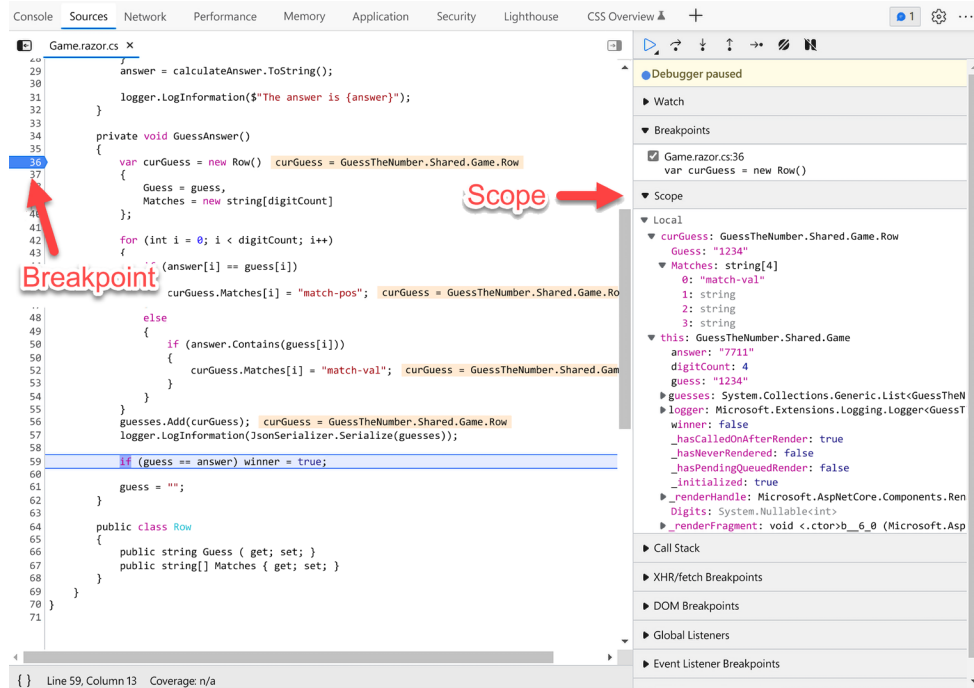 Console Sources Network Performance Memory Application Security Lighthouse CSS Overview 1
Game.razor.cs ×
28 }
29 answer = calculateAnswer.ToString();
30
31 logger.LogInformation($"The answer is {answer}");
32 }
33
34 private void GuessAnswer()
35 {
36 var curGuess = new Row() curGuess = GuessTheNumber.Shared.Game.Row
37 {
Guess = guess,
Matches = new string[digitCount]
40 };
41
42 for (int i = 0; i < digitCount; i++)
43 {
(answer[i] == guess[i])
Breakpoint
curGuess.Matches[i] = "match-pos"; curGuess = GuessTheNumber.Shared.Game.Ro
48 else
49 {
50 if (answer.Contains(guess[i]))
50 {
52 curGuess.Matches[i] = "match-val"; curGuess = GuessTheNumber.Shared.Gam
53 }
54 }
55 }
56 guesses.Add(curGuess); curGuess = GuessTheNumber.Shared.Game.Row
57 logger.LogInformation(JsonSerializer.Serialize(guesses));
58
59 if (guess == answer) winner = true;
60
61 guess = "";
62 }
63
64 public class Row
65 {
66 public string Guess { get; set; }
67 public string[] Matches { get; set; }
68 }
69 }
70 }
71
{ } Line 59, Column 13 Coverage: n/a
Debugger paused
Watch
Breakpoints
Game.razor.cs:36
var curGuess = new Row()
Scope
Scope
Local
curGuess: GuessTheNumber.Shared.Game.Row
Guess: "1234"
Matches: string[4]
0: "match-val"
1: string
2: string
3: string
this: GuessTheNumber.Shared.Game
answer: "7711"
digitCount: 4
guess: "1234"
guesses: System.Collections.Generic.List<GuessTheN
logger: Microsoft.Extensions.Logging.Logger<GuessT
winner: false
_hasCalledOnAfterRender: true
_hasNeverRendered: false
_hasPendingQueuedRender: false
_initialized: true
_renderHandle: Microsoft.AspNetCore.Components.Ren
Digits: System.Nullable<int>
_renderFragment: void <.ctor>b__6_0 (Microsoft.Asp
Call Stack
XHR/fetch Breakpoints
DOM Breakpoints
Global Listeners
Event Listener Breakpoints